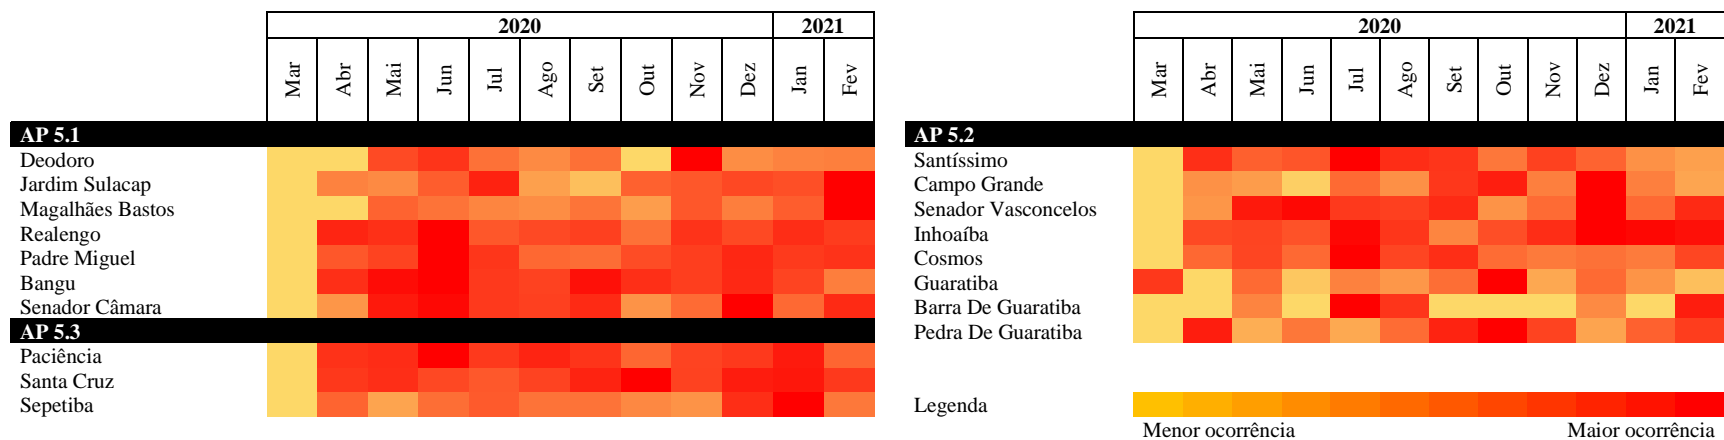 2020 2021
Mar Abr Mai Jun Jul Ago Set Out Nov Dez Jan Fev
AP 5.1
Deodoro
Jardim Sulacap
Magalhães Bastos
Realengo
Padre Miguel
Bangu
Senador Câmara
AP 5.3
Paciência
Santa Cruz
Sepetiba
2020 2021
Mar Abr Mai Jun Jul Ago Set Out Nov Dez Jan Fev
AP 5.2
Santíssimo
Campo Grande
Senador Vasconcelos
Inhoaíba
Cosmos
Guaratiba
Barra De Guaratiba
Pedra De Guaratiba
Legenda
Menor ocorrência Maior ocorrência